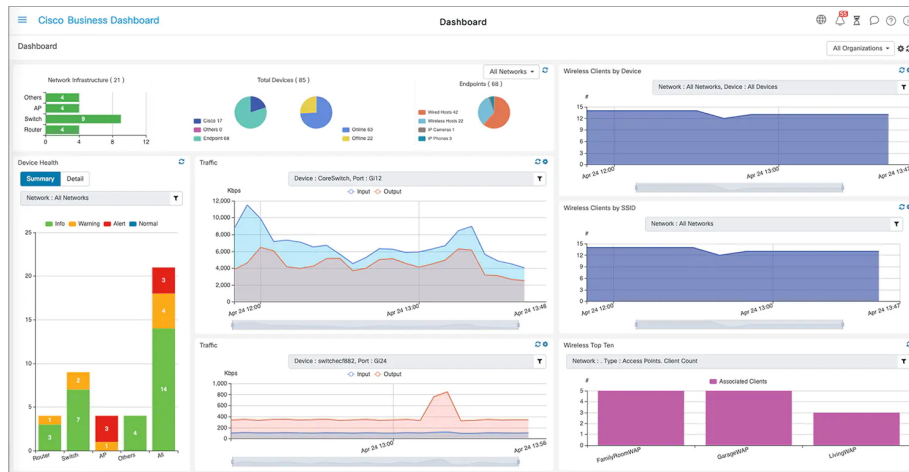 Cisco Business Dashboard
Dashboard
55
Dashboard
All Organizations
Network Infrastructure ( 21 )
Others
AP
Switch
Router
4
4
9
4
0 4 8 12
Total Devices ( 85 )
Cisco 17
Others 0
Endpoint 68
Online 63
Offline 22
All Networks
Endpoints ( 68 )
Wired Hosts 42
Wireless Hosts 22
IP Cameras 1
IP Phones 3
Wireless Clients by Device
Network : All Networks, Device : All Devices
#
15
12
9
6
3
0
Apr 24 12:00
Apr 24 13:00
Apr 24 13:47
Device Health
Summary
Detail
Network : All Networks
Info Warning Alert Normal
25
20
15
10
5
0
3
1
7
2
1
3
4
14
4
3
Router
Switch
AP
Others
All
Traffic
Device : CoreSwitch, Port : Gi12
Kbps
Input Output
12,000
10,000
8,000
6,000
4,000
2,000
0
Apr 24 12:00
Apr 24 13:00
Apr 24 13:46
Wireless Clients by SSID
Network : All Networks
#
15
12
9
6
3
0
Apr 24 12:00
Apr 24 13:00
Apr 24 13:47
Traffic
Device : switchecf882, Port : Gi24
Kbps
Input Output
1,000
800
600
400
200
0
Apr 24 13:00
Apr 24 13:56
Wireless Top Ten
Network : . Type : Access Points. Client Count
#
Associated Clients
5
4
3
2
1
0
FamilyRoomWAP
GarageWAP
LivingWAP